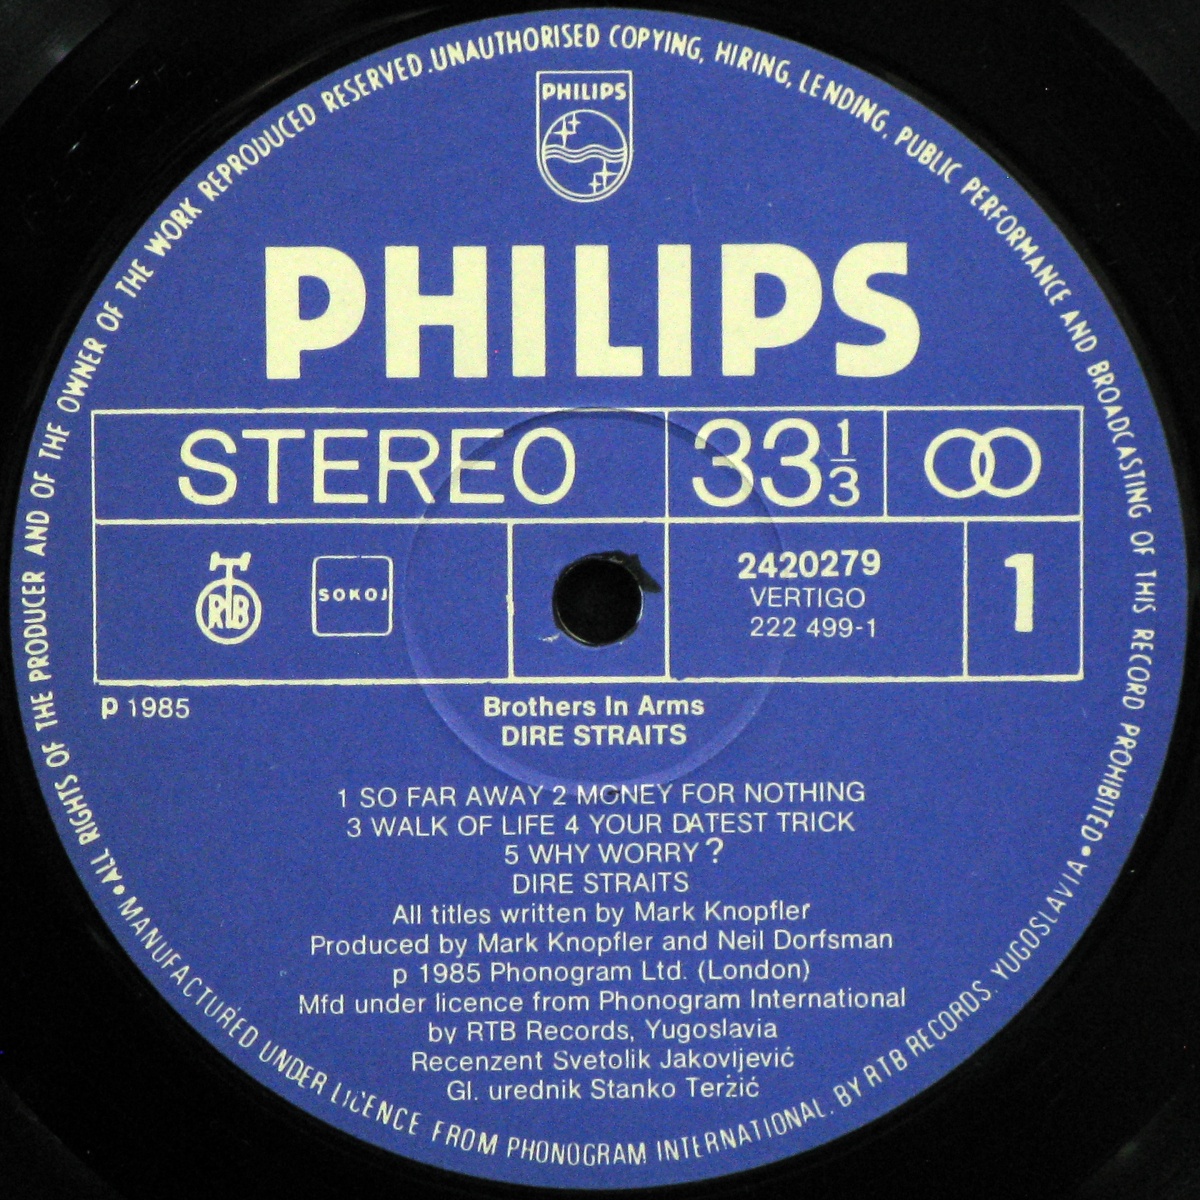 • ALL RIGHTS OF THE PRODUCER AND OF THE OWNER OF THE WORK REPRODUCED RESERVED. UNAUTHORISED COPYING, HIRING, LENDING, PUBLIC PERFORMANCE AND BROADCASTING OF THIS RECORD PROHIBITED •
PHILIPS
PHILIPS
STEREO 33 1/3
RTB SOKOJ
2420279
VERTIGO
222 499-1
1
p 1985
Brothers In Arms
DIRE STRAITS
1 SO FAR AWAY 2 MONEY FOR NOTHING
3 WALK OF LIFE 4 YOUR DATEST TRICK
5 WHY WORRY?
DIRE STRAITS
All titles written by Mark Knopfler
Produced by Mark Knopfler and Neil Dorfsman
p 1985 Phonogram Ltd. (London)
Mfd under licence from Phonogram International
by RTB Records, Yugoslavia
Recenzent Svetolik Jakovljević
Gl. urednik Stanko Teržić
MANUFACTURED UNDER LICENCE FROM PHONOGRAM INTERNATIONAL. BY RTB RECORDS. YUGOSLAVIA